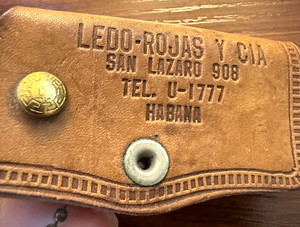 LEDO-ROJAS Y CIA
SAN LAZARO 908
TEL. U-1777
HABANA